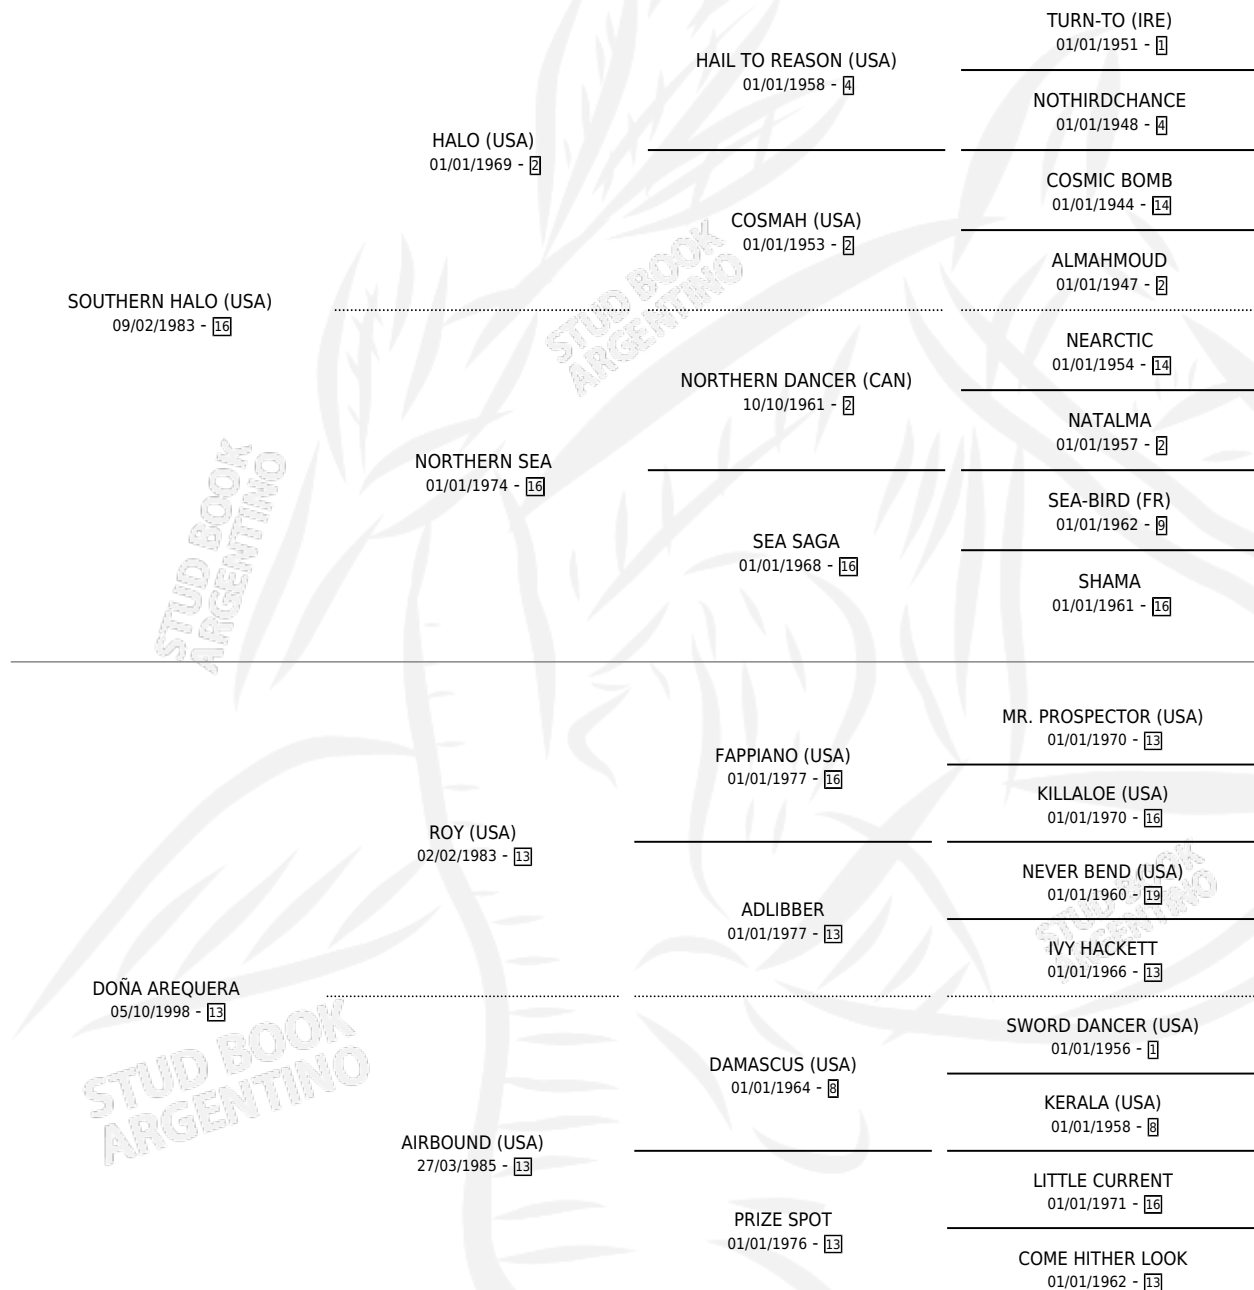 TURN-TO (IRE)
01/01/1951 - 1
HAIL TO REASON (USA)
01/01/1958 - 4
NOTHIRDCHANCE
01/01/1948 - 4
HALO (USA)
01/01/1969 - 2
COSMIC BOMB
01/01/1944 - 14
COSMAH (USA)
01/01/1953 - 2
ALMAHMOUD
01/01/1947 - 2
SOUTHERN HALO (USA)
09/02/1983 - 16
NEARCTIC
01/01/1954 - 14
NORTHERN DANCER (CAN)
10/10/1961 - 2
NATALMA
01/01/1957 - 2
NORTHERN SEA
01/01/1974 - 16
SEA-BIRD (FR)
01/01/1962 - 9
SEA SAGA
01/01/1968 - 16
SHAMA
01/01/1961 - 16
MR. PROSPECTOR (USA)
01/01/1970 - 13
FAPPIANO (USA)
01/01/1977 - 16
KILLALOE (USA)
01/01/1970 - 16
ROY (USA)
02/02/1983 - 13
NEVER BEND (USA)
01/01/1960 - 19
ADLIBBER
01/01/1977 - 13
IVY HACKETT
01/01/1966 - 13
DOÑA AREQUERA
05/10/1998 - 13
SWORD DANCER (USA)
01/01/1956 - 1
DAMASCUS (USA)
01/01/1964 - 8
KERALA (USA)
01/01/1958 - 8
AIRBOUND (USA)
27/03/1985 - 13
LITTLE CURRENT
01/01/1971 - 16
PRIZE SPOT
01/01/1976 - 13
COME HITHER LOOK
01/01/1962 - 13
STUD BOOK
ARGENTINO
STUD BOOK
ARGENTINO
STUD BOOK
ARGENTINO
STUD BOOK
ARGENTINO